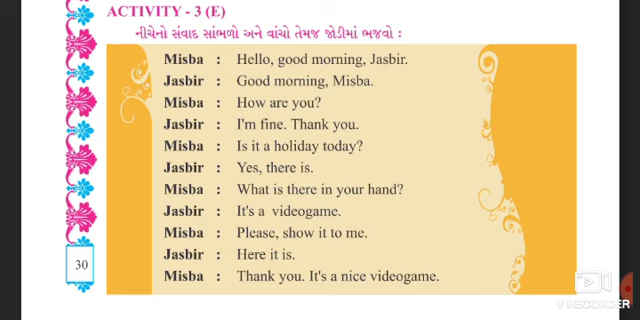 ACTIVITY - 3 (E)
નીચેનો સંવાદ સાંભળો અને વાંચો તેમજ જોડીમાં ભજવો :
Misba : Hello, good morning, Jasbir.
Jasbir : Good morning, Misba.
Misba : How are you?
Jasbir : I'm fine. Thank you.
Misba : Is it a holiday today?
Jasbir : Yes, there is.
Misba : What is there in your hand?
Jasbir : It's a videogame.
Misba : Please, show it to me.
Jasbir : Here it is.
Misba : Thank you. It's a nice videogame.
30
V RECORDER